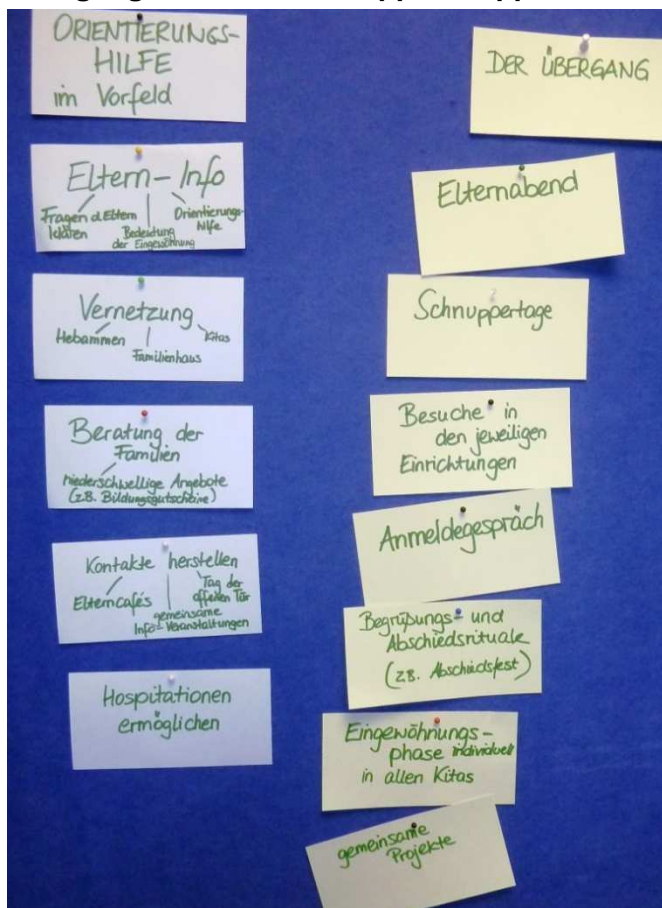 ORIENTIERUNGS-
HILFE
im Vorfeld
Eltern-Info
Fragen d. Eltern
klären
Bedeutung
der Eingewöhnung
Orientierungs-
hilfe
Vernetzung
Hebammen
Familienhaus
Kitas
Beratung der
Familien
niederschwellige Angebote
(z.B. Bildungsgutscheine)
Kontakte herstellen
Elterncafés
gemeinsame
Info-Veranstaltungen
Tag der
offenen Tür
Hospitationen
ermöglichen
DER ÜBERGANG
Elternabend
Schnuppertage
Besuche in
den jeweiligen
Einrichtungen
Anmeldegespräch
Begrüßungs- und
Abschiedsrituale
(z.B. Abschiedsfest)
Eingewöhnungs-
phase individuell
in allen Kitas
gemeinsame
Projekte